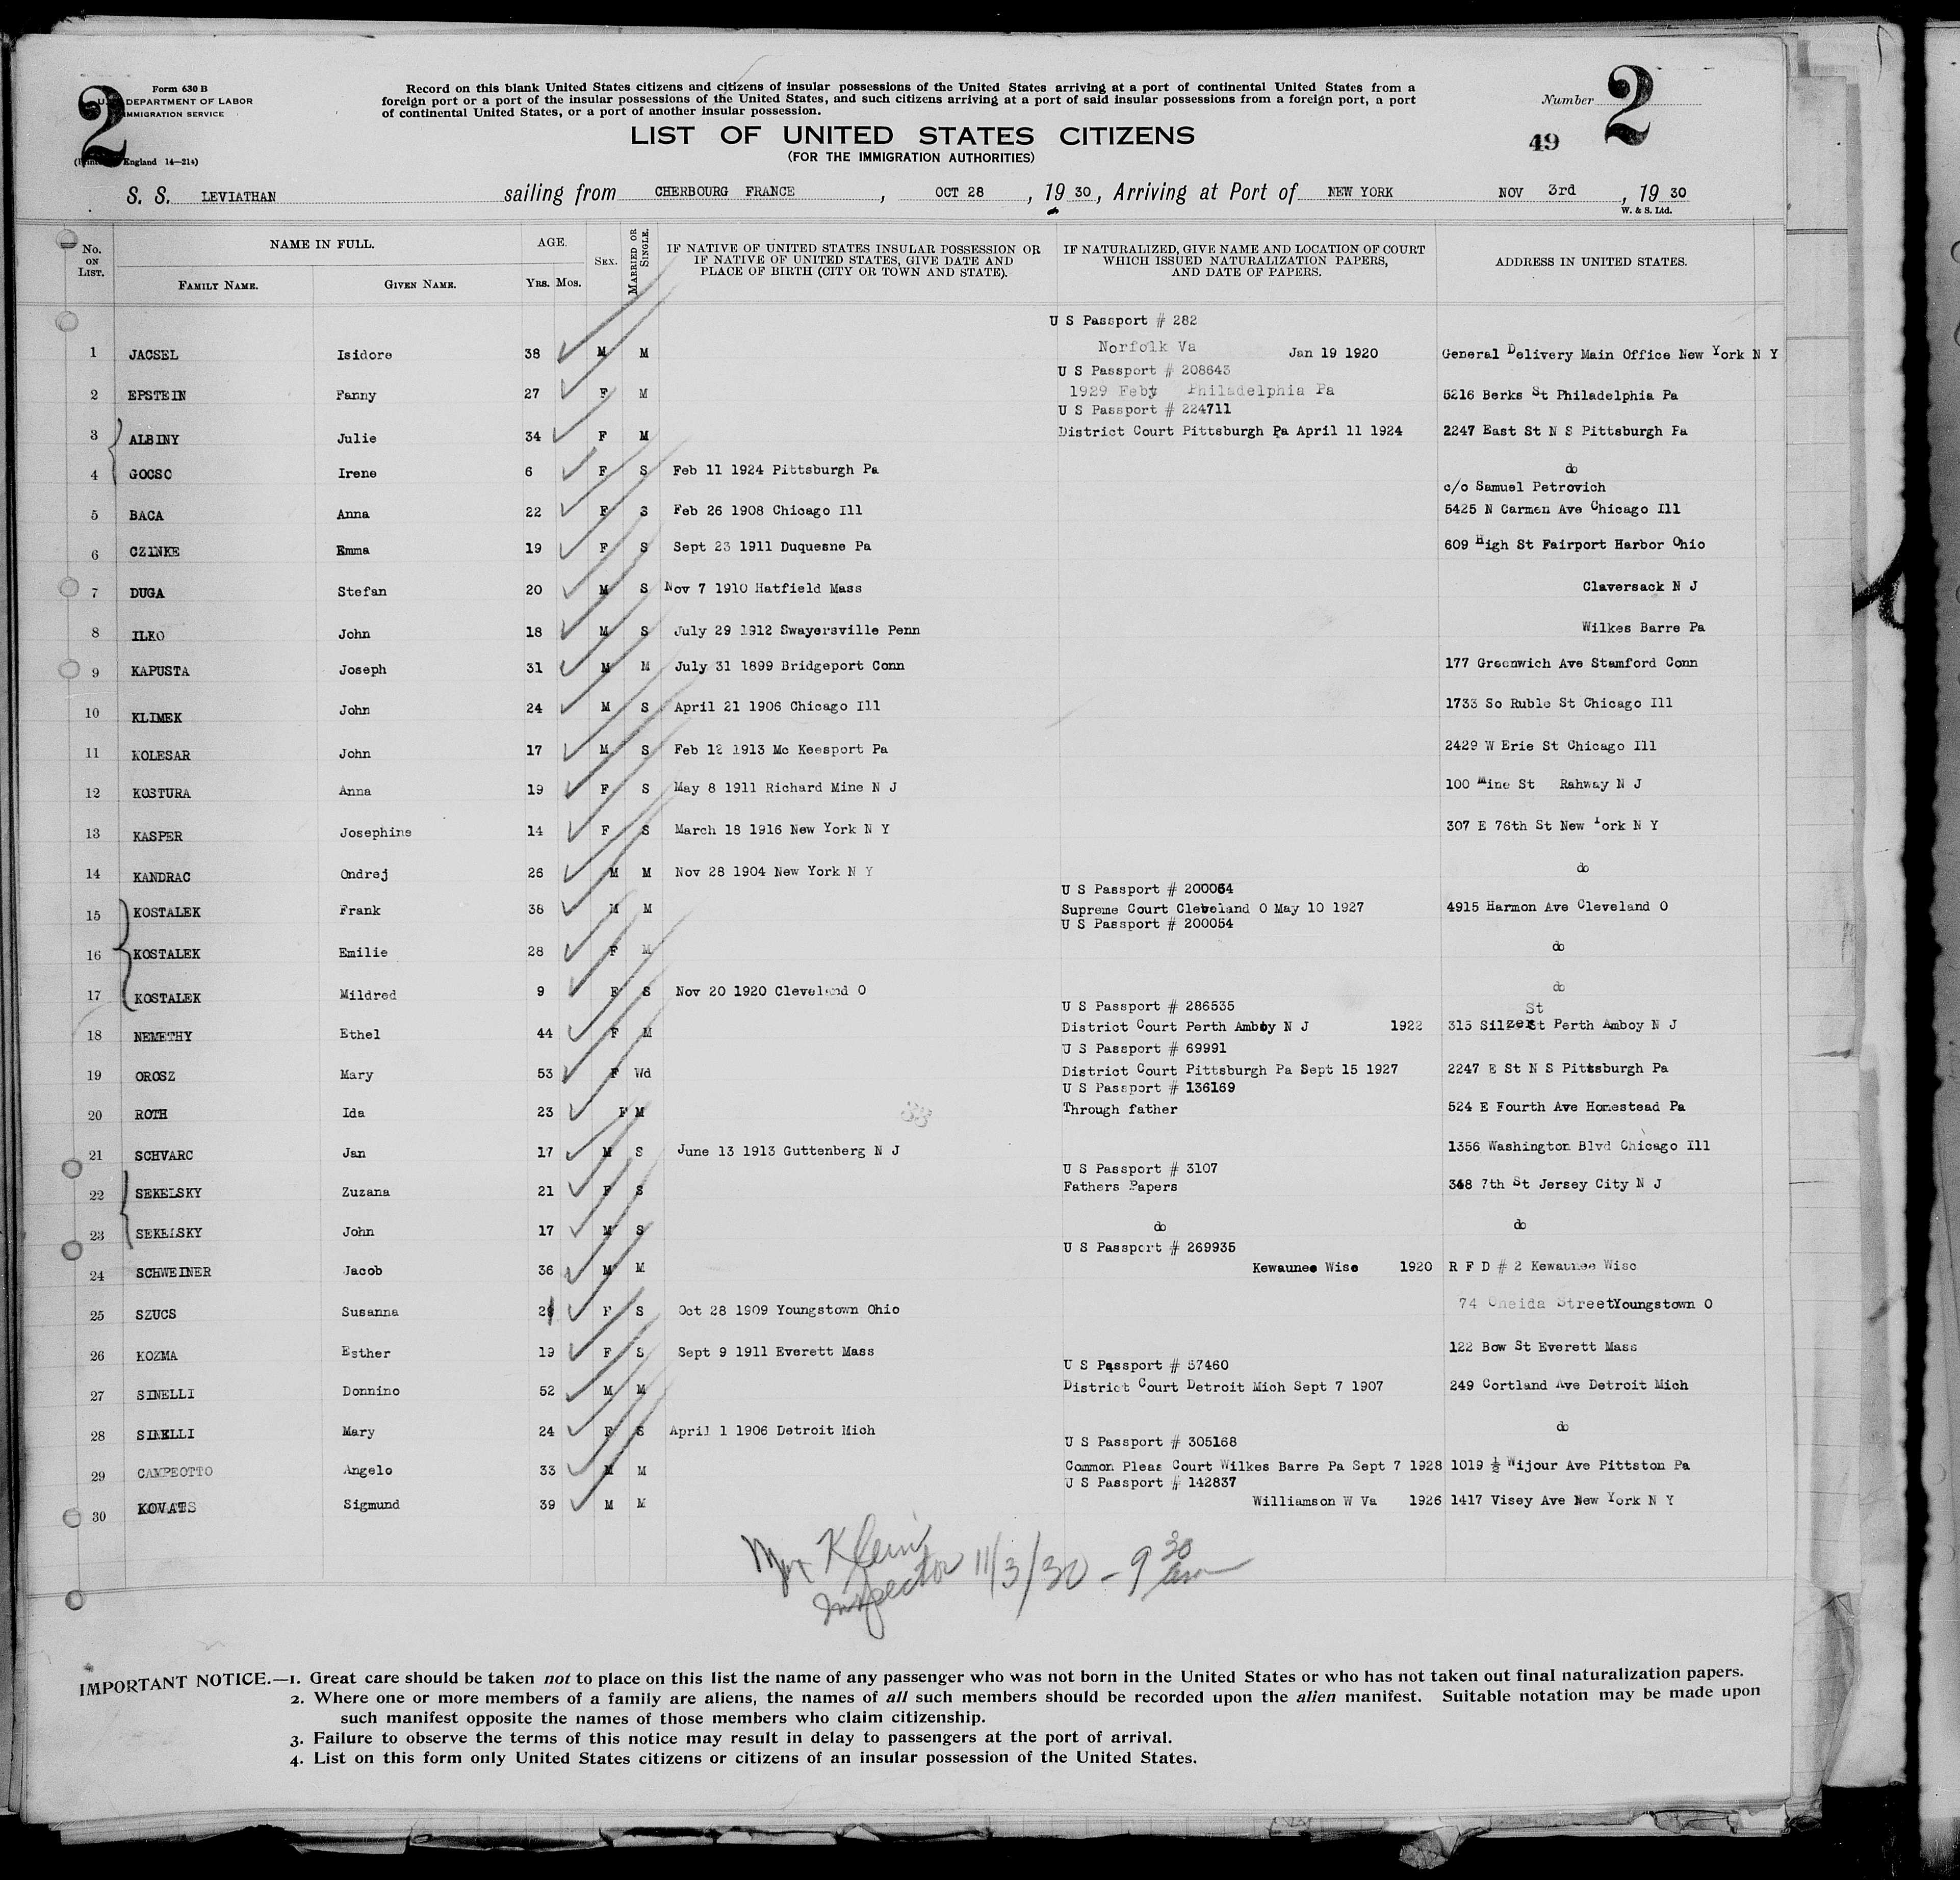 2
Form 630 B
U. S. DEPARTMENT OF LABOR
IMMIGRATION SERVICE
England 14—214)
Record on this blank United States citizens and citizens of insular possessions of the United States arriving at a port of continental United States from a
foreign port or a port of the insular possessions of the United States, and such citizens arriving at a port of said insular possessions from a foreign port, a port
of continental United States, or a port of another insular possession.
Number 2
49
LIST OF UNITED STATES CITIZENS
(FOR THE IMMIGRATION AUTHORITIES)
S. S. LEVIATHAN sailing from CHERBOURG FRANCE, OCT 28, 19 30, Arriving at Port of NEW YORK NOV 3rd, 19 30
W. & S. Ltd.
No. ON LIST. NAME IN FULL. FAMILY NAME. GIVEN NAME. AGE. YRS. MOS. SEX. MARRIED OR SINGLE. IF NATIVE OF UNITED STATES INSULAR POSSESSION OR IF NATIVE OF UNITED STATES, GIVE DATE AND PLACE OF BIRTH (CITY OR TOWN AND STATE). IF NATURALIZED, GIVE NAME AND LOCATION OF COURT WHICH ISSUED NATURALIZATION PAPERS, AND DATE OF PAPERS. ADDRESS IN UNITED STATES.
U S Passport # 282
1 JACSEL Isidore 38 M M Norfolk Va Jan 19 1920 General Delivery Main Office New York N Y
U S Passport # 208643
2 EPSTEIN Fanny 27 F M 1929 Feby Philadelphia Pa 5216 Berks St Philadelphia Pa
U S Passport # 224711
3 ALBINY Julie 34 F M District Court Pittsburgh Pa April 11 1924 2247 East St N S Pittsburgh Pa
4 GOCSC Irene 6 F S Feb 11 1924 Pittsburgh Pa do
c/o Samuel Petrovich
5 BACA Anna 22 F S Feb 26 1908 Chicago Ill 5425 N Carmen Ave Chicago Ill
6 CZINKE Emma 19 F S Sept 23 1911 Duquesne Pa 609 High St Fairport Harbor Ohio
7 DUGA Stefan 20 M S Nov 7 1910 Hatfield Mass Claversack N J
8 ILKO John 18 M S July 29 1912 Swayersville Penn Wilkes Barre Pa
9 KAPUSTA Joseph 31 M M July 31 1899 Bridgeport Conn 177 Greenwich Ave Stamford Conn
10 KLIMEK John 24 M S April 21 1906 Chicago Ill 1733 So Ruble St Chicago Ill
11 KOLESAR John 17 M S Feb 12 1913 Mc Keesport Pa 2429 W Erie St Chicago Ill
12 KOSTURA Anna 19 F S May 8 1911 Richard Mine N J 100 Mine St Rahway N J
13 KASPER Josephine 14 F S March 18 1916 New York N Y 307 E 76th St New York N Y
14 KANDRAC Ondrej 26 M M Nov 28 1904 New York N Y do
U S Passport # 200054
15 KOSTALEK Frank 38 M M Supreme Court Cleveland O May 10 1927 4915 Harmon Ave Cleveland O
U S Passport # 200054
16 KOSTALEK Emilie 28 F M do
17 KOSTALEK Mildred 9 F S Nov 20 1920 Cleveland O do
U S Passport # 286535 St
18 NEMETHY Ethel 44 F M District Court Perth Amboy N J 1922 315 Silzer St Perth Amboy N J
U S Passport # 69991
19 OROSZ Mary 53 F Wd District Court Pittsburgh Pa Sept 15 1927 2247 E St N S Pittsburgh Pa
U S Passport # 136169
20 ROTH Ida 23 F M Through father 524 E Fourth Ave Homestead Pa
21 SCHVARC Jan 17 M S June 13 1913 Guttenberg N J 1356 Washington Blvd Chicago Ill
U S Passport # 3107
22 SEKELSKY Zuzana 21 F S Fathers Papers 348 7th St Jersey City N J
23 SEKELSKY John 17 M S do do
U S Passport # 269935
24 SCHWEINER Jacob 36 M M Kewaunee Wisc 1920 R F D # 2 Kewaunee Wisc
25 SZUCS Susanna 21 F S Oct 28 1909 Youngstown Ohio 74 Oneida Street Youngstown O
26 KOZMA Esther 19 F S Sept 9 1911 Everett Mass 122 Bow St Everett Mass
U S Passport # 57460
27 SINELLI Donnino 52 M M District Court Detroit Mich Sept 7 1907 249 Cortland Ave Detroit Mich
28 SINELLI Mary 24 F S April 1 1906 Detroit Mich do
U S Passport # 305168
29 CAMPEOTTO Angelo 33 M M Common Pleas Court Wilkes Barre Pa Sept 7 1928 1019 ½ Wijour Ave Pittston Pa
U S Passport # 142837
30 KOVATS Sigmund 39 M M Williamson W Va 1926 1417 Visey Ave New York N Y
Klein
Inspector 11/3/30 - 9 30 am
IMPORTANT NOTICE.—1. Great care should be taken not to place on this list the name of any passenger who was not born in the United States or who has not taken out final naturalization papers.
2. Where one or more members of a family are aliens, the names of all such members should be recorded upon the alien manifest. Suitable notation may be made upon
such manifest opposite the names of those members who claim citizenship.
3. Failure to observe the terms of this notice may result in delay to passengers at the port of arrival.
4. List on this form only United States citizens or citizens of an insular possession of the United States.